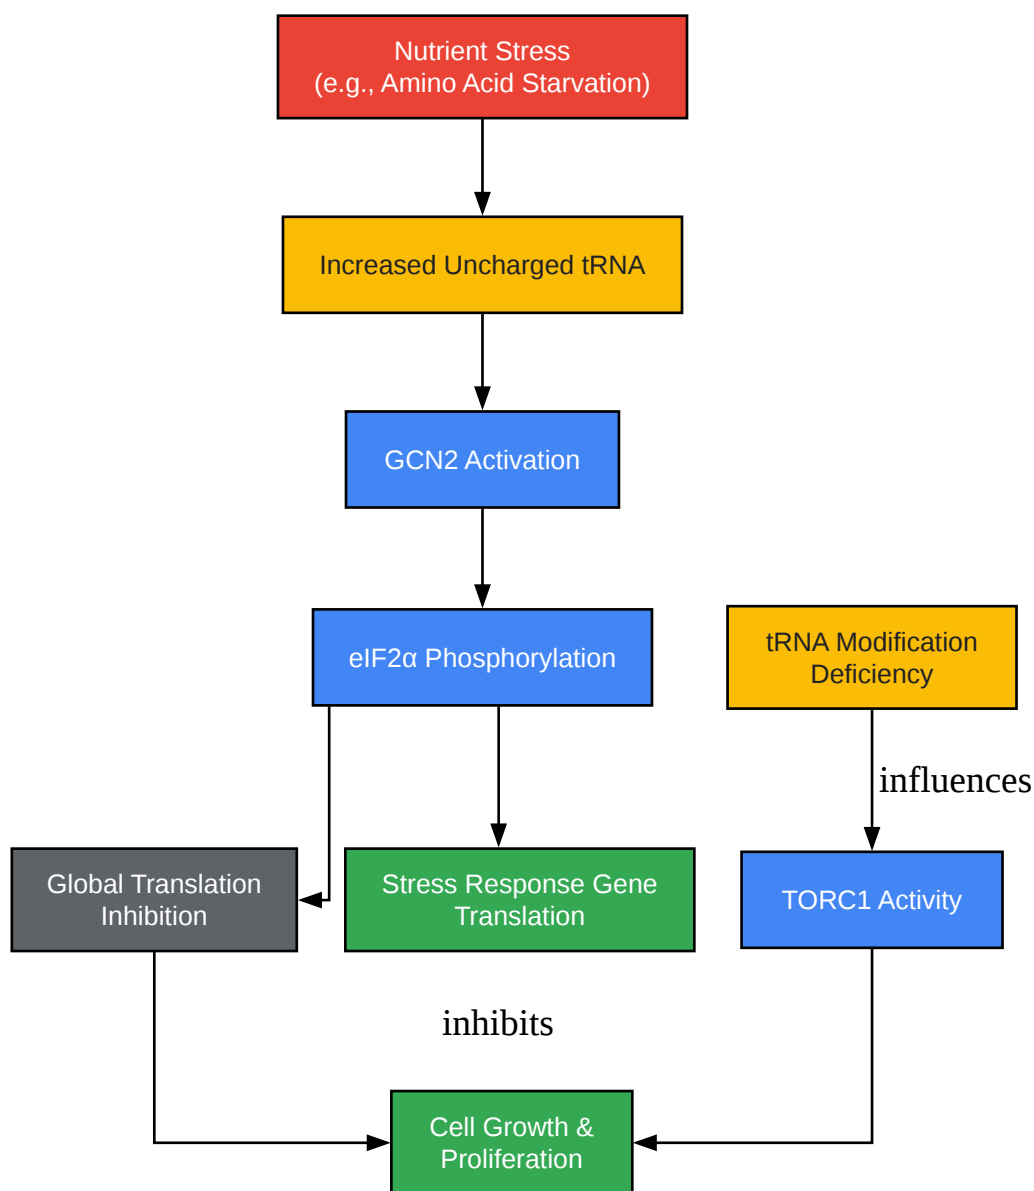 Nutrient Stress
(e.g., Amino Acid Starvation)
Increased Uncharged tRNA
GCN2 Activation
eIF2α Phosphorylation
tRNA Modification
Deficiency
influences
Global Translation
Inhibition
Stress Response Gene
Translation
TORC1 Activity
inhibits
Cell Growth &
Proliferation